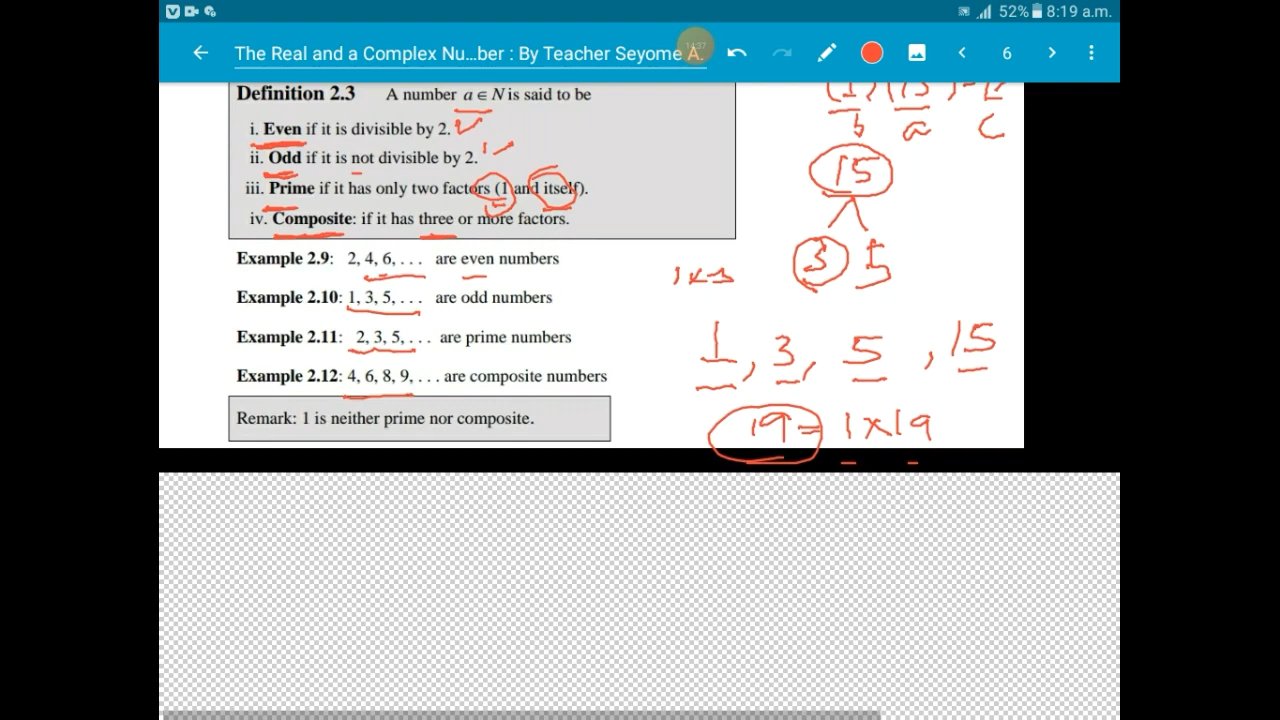 52% 8:19 a.m.
The Real and a Complex Nu...ber : By Teacher Seyome A.
6
Definition 2.3 A number a ∈ N is said to be
i. Even if it is divisible by 2.
ii. Odd if it is not divisible by 2.
iii. Prime if it has only two factors (1 and itself).
iv. Composite: if it has three or more factors.
Example 2.9: 2, 4, 6, . . . are even numbers
Example 2.10: 1, 3, 5, . . . are odd numbers
Example 2.11: 2, 3, 5, . . . are prime numbers
Example 2.12: 4, 6, 8, 9, . . . are composite numbers
Remark: 1 is neither prime nor composite.
b a c
15
3 5
1, 3, 5, 15
19 = 1 x 19